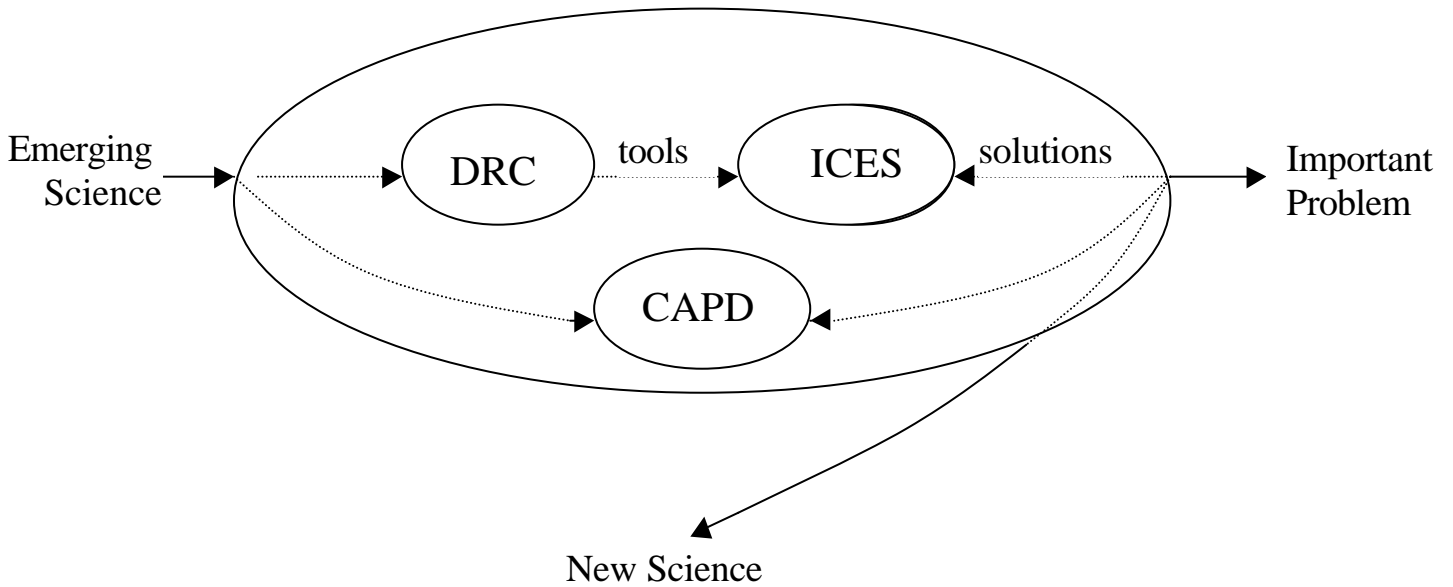 Emerging
Science
DRC
tools
ICES
solutions
Important
Problem
CAPD
New Science